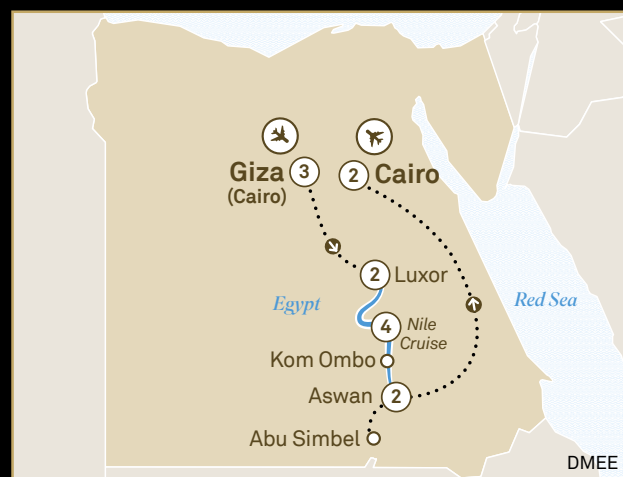 Giza
(Cairo)
3
2
Cairo
2
Luxor
Egypt
Red Sea
4
Nile
Cruise
Kom Ombo
Aswan
2
Abu Simbel
DMEE